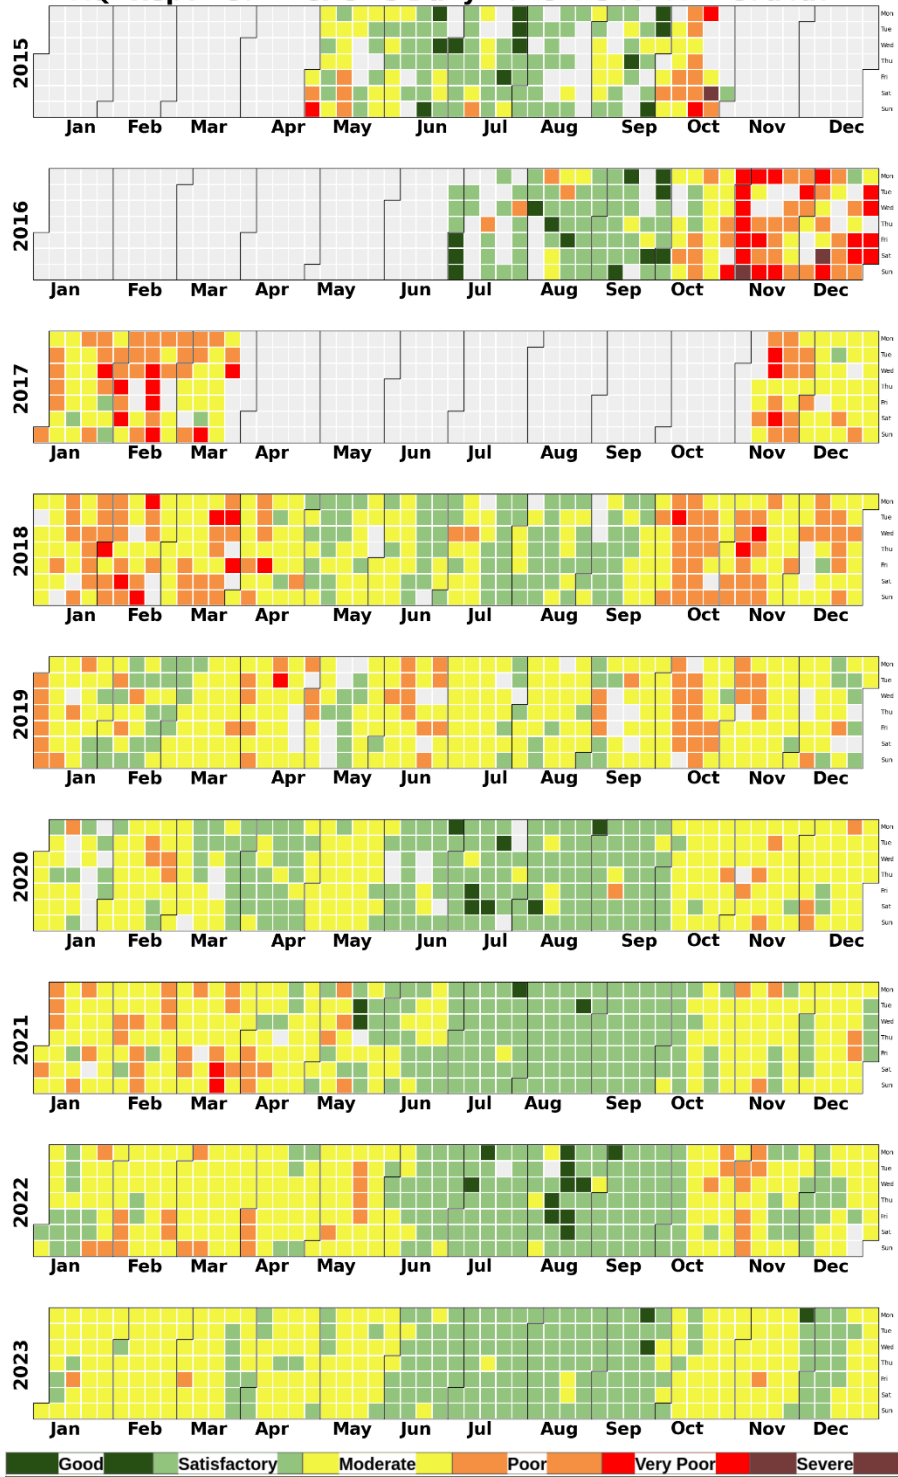 2015
Mon
Tue
Wed
Thu
Fri
Sat
Sun
Jan Feb Mar Apr May Jun Jul Aug Sep Oct Nov Dec
2016
Mon
Tue
Wed
Thu
Fri
Sat
Sun
Jan Feb Mar Apr May Jun Jul Aug Sep Oct Nov Dec
2017
Mon
Tue
Wed
Thu
Fri
Sat
Sun
Jan Feb Mar Apr May Jun Jul Aug Sep Oct Nov Dec
2018
Mon
Tue
Wed
Thu
Fri
Sat
Sun
Jan Feb Mar Apr May Jun Jul Aug Sep Oct Nov Dec
2019
Mon
Tue
Wed
Thu
Fri
Sat
Sun
Jan Feb Mar Apr May Jun Jul Aug Sep Oct Nov Dec
2020
Mon
Tue
Wed
Thu
Fri
Sat
Sun
Jan Feb Mar Apr May Jun Jul Aug Sep Oct Nov Dec
2021
Mon
Tue
Wed
Thu
Fri
Sat
Sun
Jan Feb Mar Apr May Jun Jul Aug Sep Oct Nov Dec
2022
Mon
Tue
Wed
Thu
Fri
Sat
Sun
Jan Feb Mar Apr May Jun Jul Aug Sep Oct Nov Dec
2023
Mon
Tue
Wed
Thu
Fri
Sat
Sun
Jan Feb Mar Apr May Jun Jul Aug Sep Oct Nov Dec
Good Satisfactory Moderate Poor Very Poor Severe